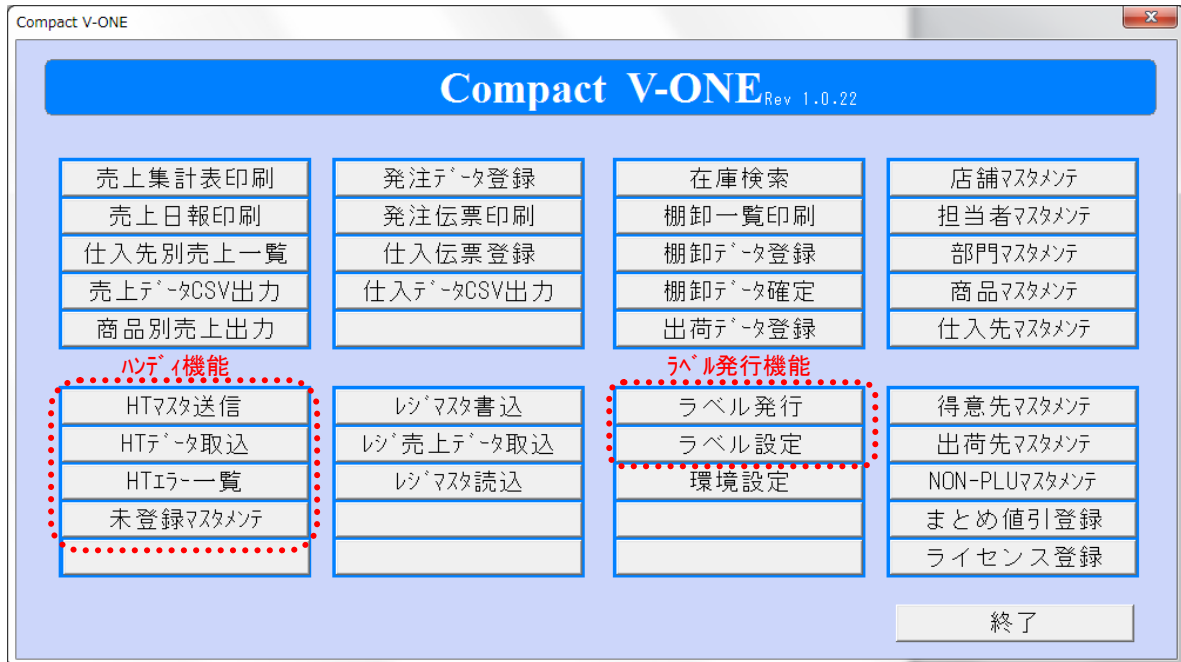 Compact V-ONE
Compact V-ONE Rev 1.0.22
売上集計表印刷
売上日報印刷
仕入先別売上一覧
売上ﾃﾞｰﾀCSV出力
商品別売上出力
発注ﾃﾞｰﾀ登録
発注伝票印刷
仕入伝票登録
仕入ﾃﾞｰﾀCSV出力
在庫検索
棚卸一覧印刷
棚卸ﾃﾞｰﾀ登録
棚卸ﾃﾞｰﾀ確定
出荷ﾃﾞｰﾀ登録
店舗ﾏｽﾀﾒﾝﾃ
担当者ﾏｽﾀﾒﾝﾃ
部門ﾏｽﾀﾒﾝﾃ
商品ﾏｽﾀﾒﾝﾃ
仕入先ﾏｽﾀﾒﾝﾃ
ﾊﾝﾃﾞｨ機能
HTﾏｽﾀ送信
HTﾃﾞｰﾀ取込
HTｴﾗｰ一覧
未登録ﾏｽﾀﾒﾝﾃ
ﾚｼﾞﾏｽﾀ書込
ﾚｼﾞ売上ﾃﾞｰﾀ取込
ﾚｼﾞﾏｽﾀ読込
ﾗﾍﾞﾙ発行機能
ラベル発行
ラベル設定
環境設定
得意先ﾏｽﾀﾒﾝﾃ
出荷先ﾏｽﾀﾒﾝﾃ
NON-PLUﾏｽﾀﾒﾝﾃ
まとめ値引登録
ライセンス登録
終了